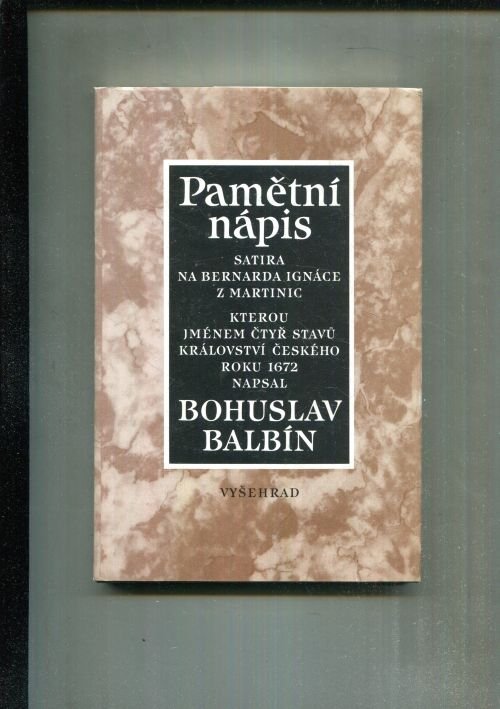 Pamětní
nápis
SATIRA
NA BERNARDA IGNÁCE
Z MARTINIC
KTEROU
JMÉNEM ČTYŘ STAVŮ
KRÁLOVSTVÍ ČESKÉHO
ROKU 1672
NAPSAL
BOHUSLAV
BALBÍN
VYŠEHRAD